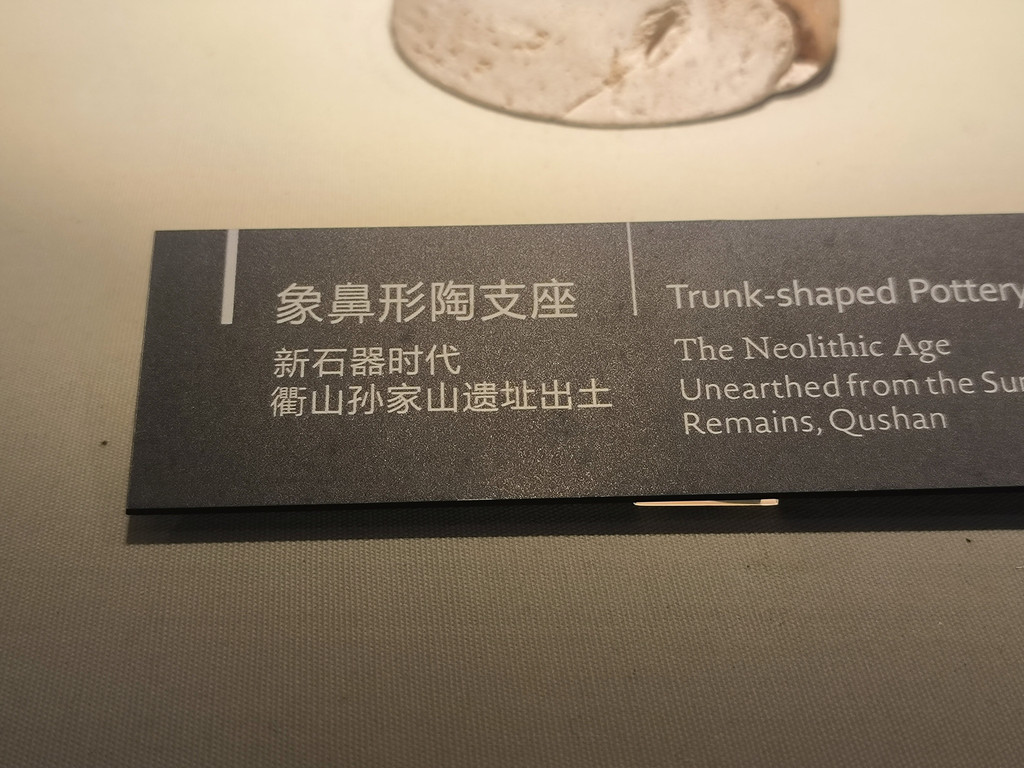 象鼻形陶支座
新石器时代
衢山孙家山遗址出土
Trunk-shaped Pottery
The Neolithic Age
Unearthed from the
Remains, Qushan